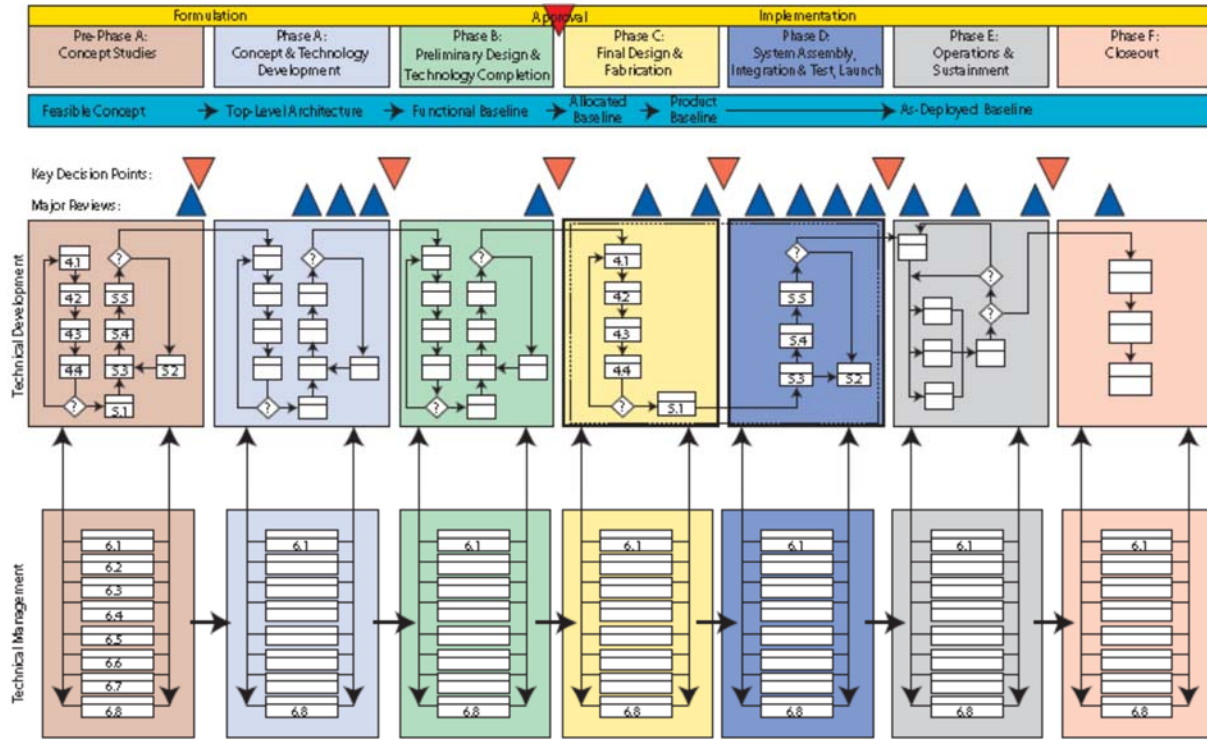 Formulation
Approval
Implementation
Pre-Phase A:
Concept Studies
Phase A:
Concept & Technology
Development
Phase B:
Preliminary Design &
Technology Completion
Phase C:
Final Design &
Fabrication
Phase D:
System Assembly,
Integration & Test, Launch
Phase E:
Operations &
Sustainment
Phase F:
Closeout
Feasible Concept
Top-Level Architecture
Functional Baseline
Allocated
Baseline
Product
Baseline
As-Deployed Baseline
Key Decision Points:
Major Reviews:
Technical Development
4.1
4.2
4.3
4.4
?
5.1
?
5.5
5.4
5.3
5.2
?
?
?
?
4.1
4.2
4.3
4.4
?
5.1
?
5.5
5.4
5.3
5.2
?
?
Technical Management
6.1
6.2
6.3
6.4
6.5
6.6
6.7
6.8
6.1
6.8
6.1
6.8
6.1
6.8
6.1
6.8
6.1
6.8
6.1
6.8